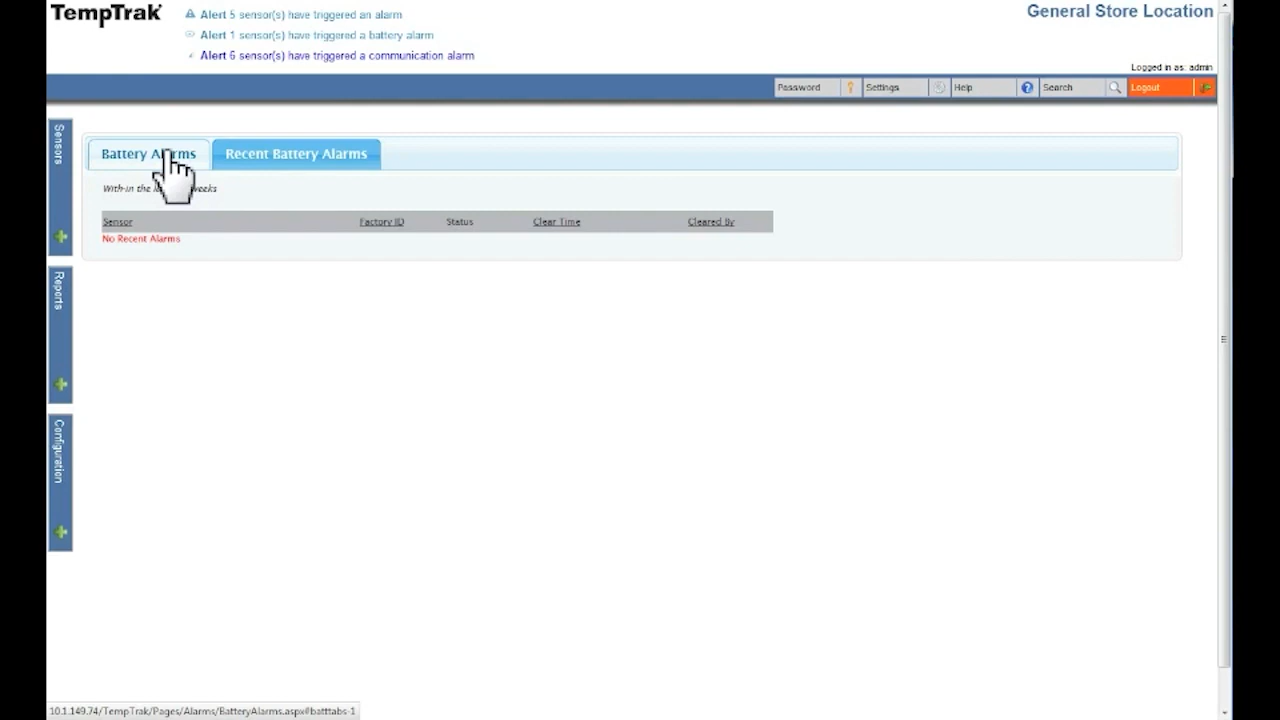 TempTrak
Alert 5 sensor(s) have triggered an alarm
Alert 1 sensor(s) have triggered a battery alarm
Alert 6 sensor(s) have triggered a communication alarm
General Store Location
Logged in as: admin
Password
Settings
Help
Search
Logout
Sensors
Reports
Configuration
Battery Alarms
Recent Battery Alarms
With-in the weeks
Sensor Factory ID Status Clear Time Cleared By
No Recent Alarms
10.1.149.74/TempTrak/Pages/Alarms/BatteryAlarms.aspx#batttabs-1